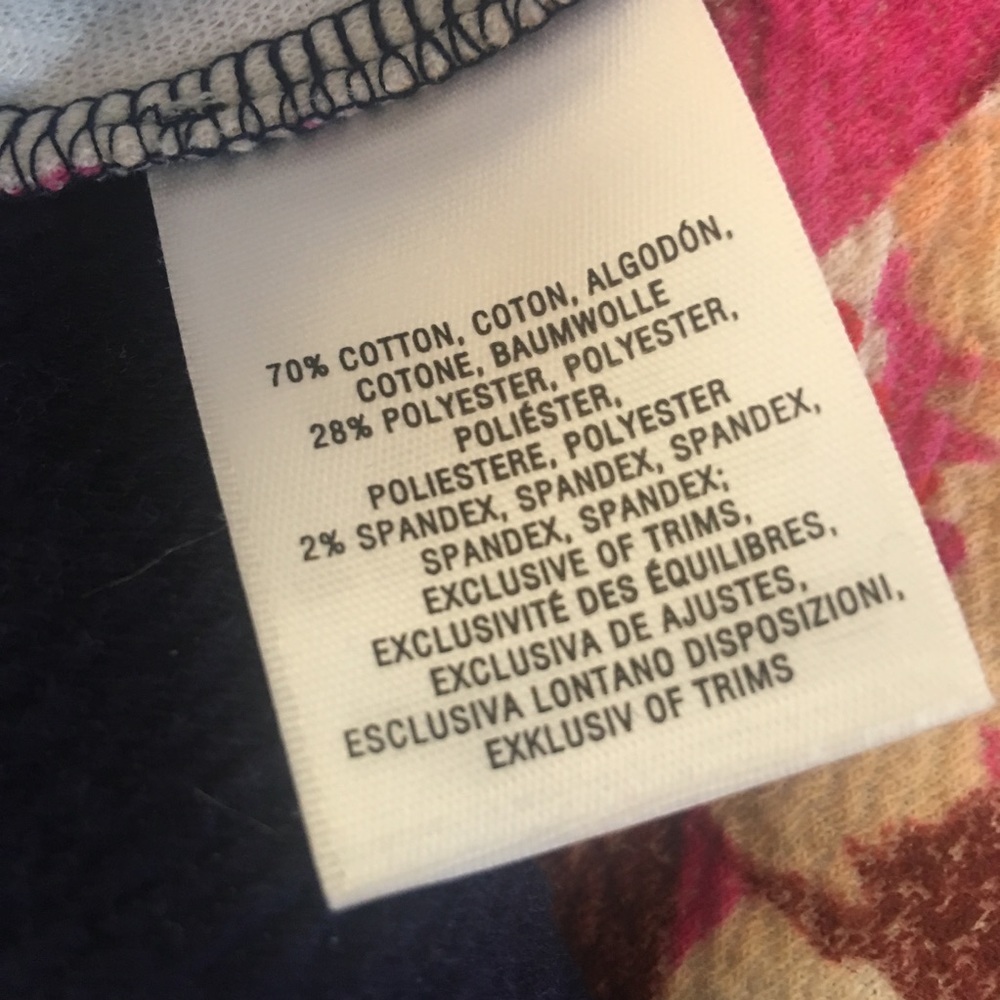 70% COTTON, COTON, ALGODÓN,
COTONE, BAUMWOLLE
28% POLYESTER, POLYESTER,
POLIÉSTER,
POLIESTERE, POLYESTER
2% SPANDEX, SPANDEX, SPANDEX,
SPANDEX, SPANDEX;
EXCLUSIVE OF TRIMS,
EXCLUSIVITÉ DES ÉQUILIBRES,
EXCLUSIVA DE AJUSTES,
ESCLUSIVA LONTANO DISPOSIZIONI,
EXKLUSIV OF TRIMS